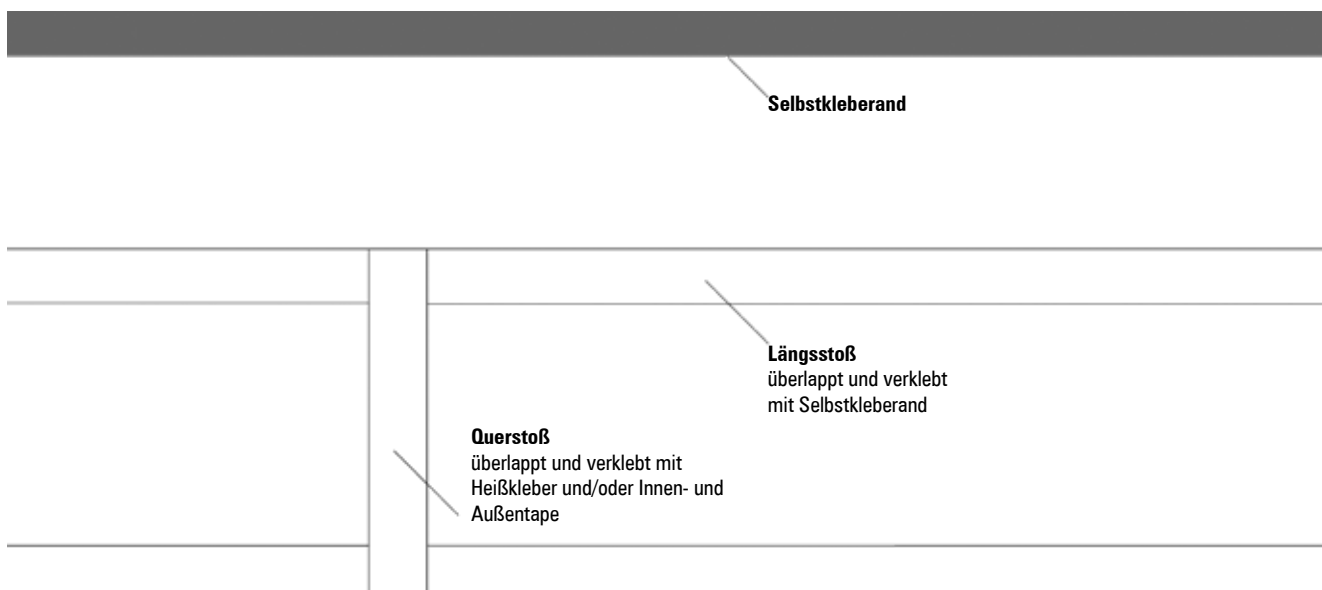 Selbstkleberand
Längsstoß
überlappt und verklebt
mit Selbstkleberand
Querstoß
überlappt und verklebt mit
Heißkleber und/oder Innen- und
Außentape